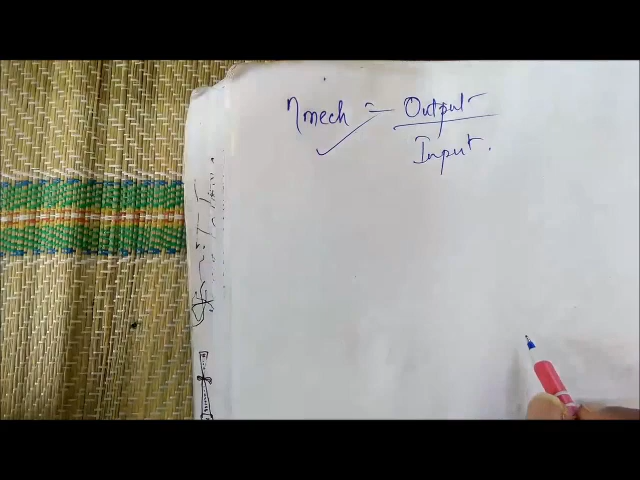 ηmech = Output
Input.